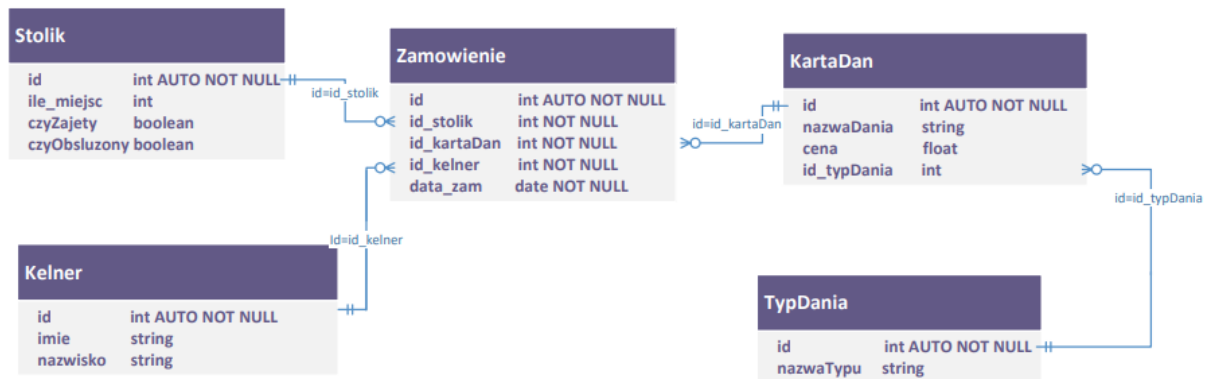 Stolik
id int AUTO NOT NULL
ile_miejsc int
czyZajety boolean
czyObsluzony boolean
id=id_stolik
Zamowienie
id int AUTO NOT NULL
id_stolik int NOT NULL
id_kartaDan int NOT NULL
id_kelner int NOT NULL
data_zam date NOT NULL
id=id_kartaDan
KartaDan
id int AUTO NOT NULL
nazwaDania string
cena float
id_typDania int
id=id_typDania
Id=id_kelner
Kelner
id int AUTO NOT NULL
imie string
nazwisko string
TypDania
id int AUTO NOT NULL
nazwaTypu string